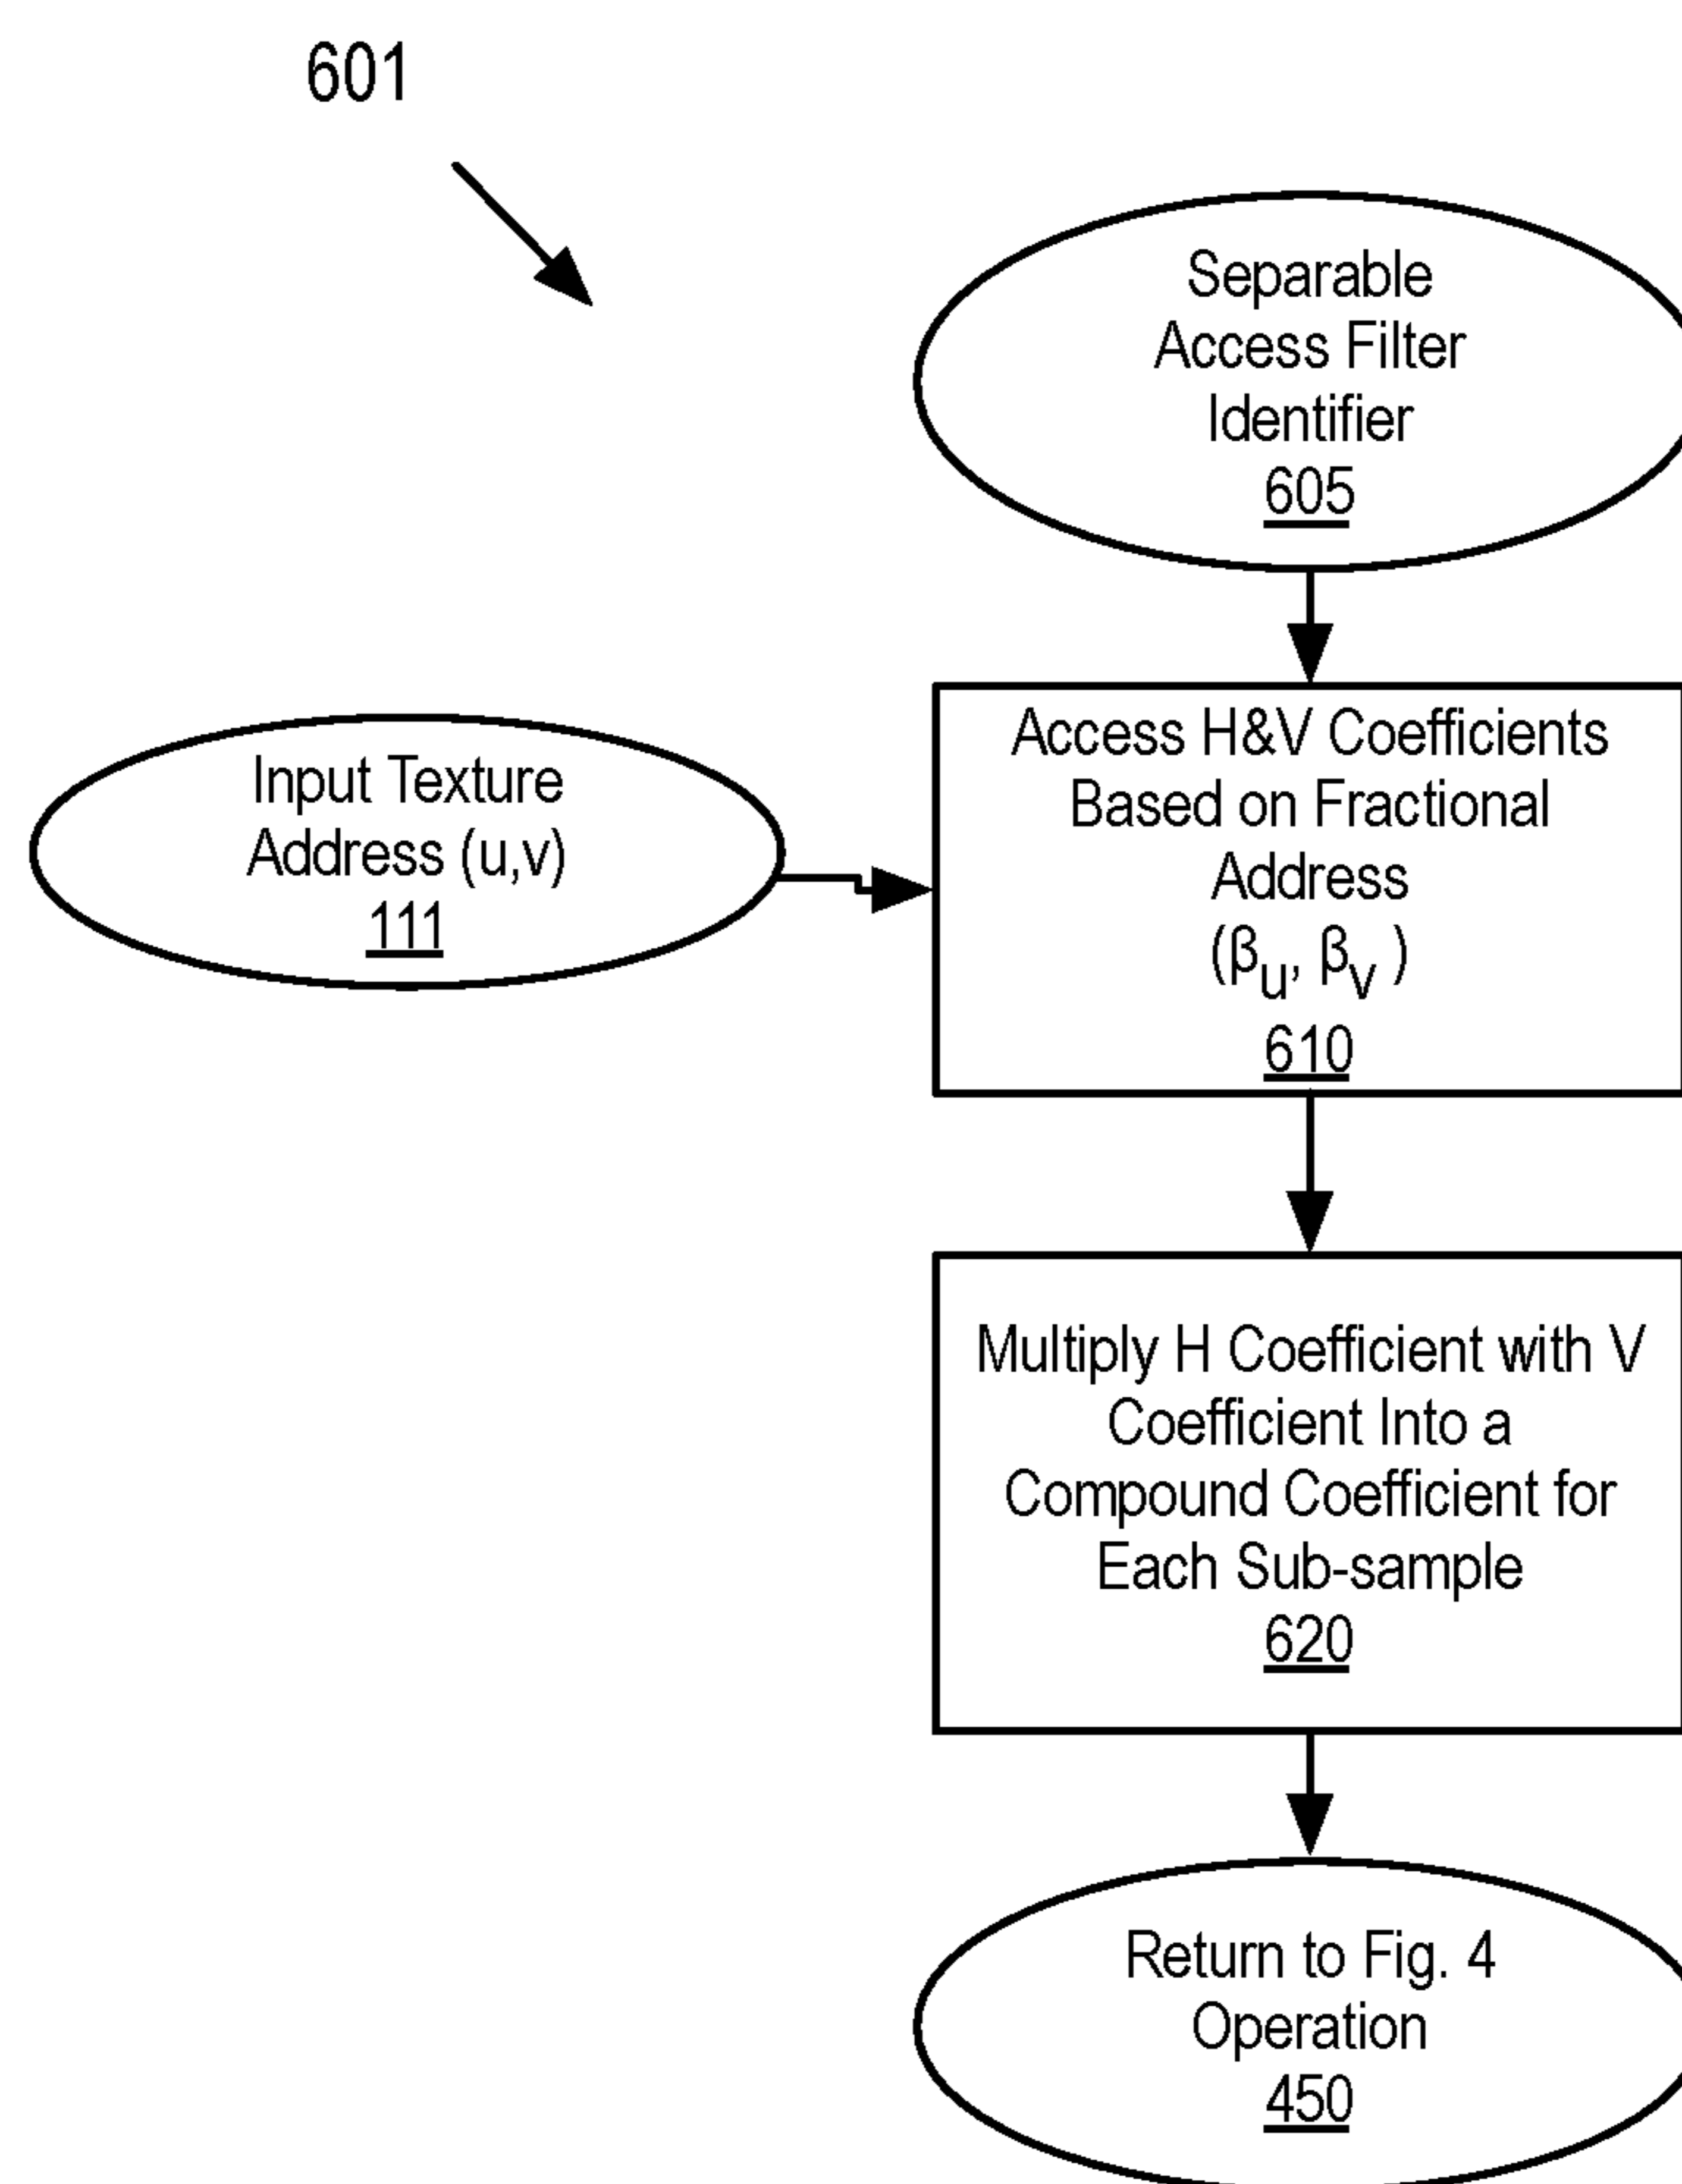 601
Separable
Access Filter
Identifier
605
Input Texture
Address (u,v)
111
Access H&V Coefficients
Based on Fractional
Address
(βu, βv )
610
Multiply H Coefficient with V
Coefficient Into a
Compound Coefficient for
Each Sub-sample
620
Return to Fig. 4
Operation
450